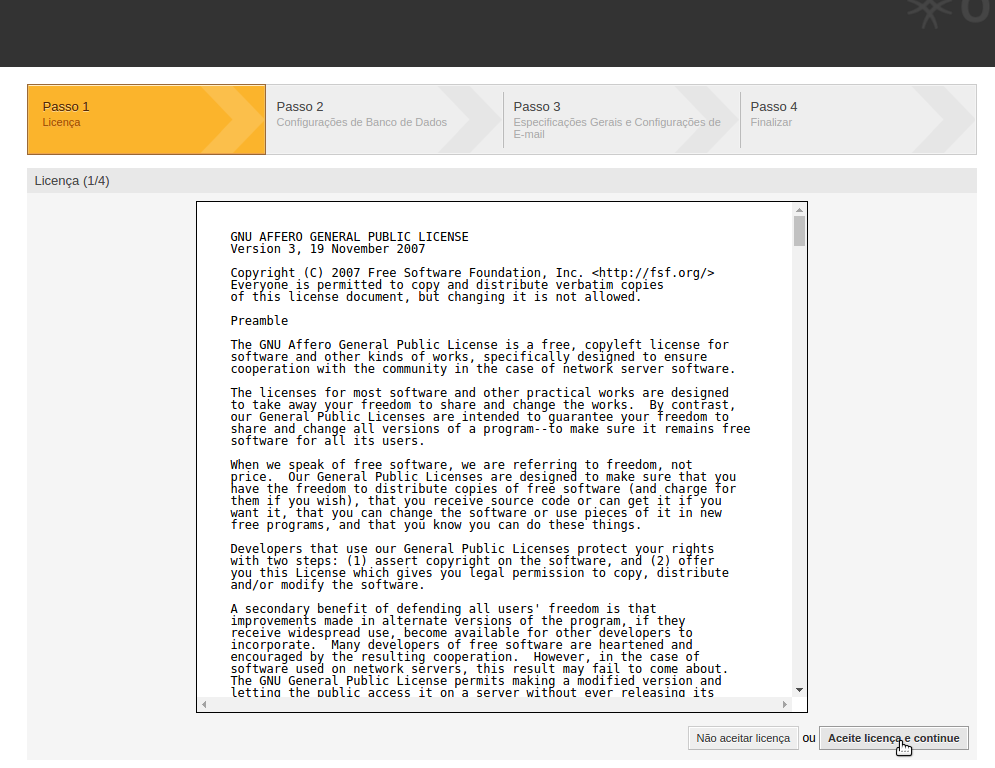 Passo 1
Licença
Passo 2
Configurações de Banco de Dados
Passo 3
Especificações Gerais e Configurações de
E-mail
Passo 4
Finalizar
Licença (1/4)
GNU AFFERO GENERAL PUBLIC LICENSE
Version 3, 19 November 2007
Copyright (C) 2007 Free Software Foundation, Inc. <http://fsf.org/>
Everyone is permitted to copy and distribute verbatim copies
of this license document, but changing it is not allowed.
Preamble
The GNU Affero General Public License is a free, copyleft license for
software and other kinds of works, specifically designed to ensure
cooperation with the community in the case of network server software.
The licenses for most software and other practical works are designed
to take away your freedom to share and change the works.  By contrast,
our General Public Licenses are intended to guarantee your freedom to
share and change all versions of a program--to make sure it remains free
software for all its users.
When we speak of free software, we are referring to freedom, not
price.  Our General Public Licenses are designed to make sure that you
have the freedom to distribute copies of free software (and charge for
them if you wish), that you receive source code or can get it if you
want it, that you can change the software or use pieces of it in new
free programs, and that you know you can do these things.
Developers that use our General Public Licenses protect your rights
with two steps: (1) assert copyright on the software, and (2) offer
you this License which gives you legal permission to copy, distribute
and/or modify the software.
A secondary benefit of defending all users' freedom is that
improvements made in alternate versions of the program, if they
receive widespread use, become available for other developers to
incorporate.  Many developers of free software are heartened and
encouraged by the resulting cooperation.  However, in the case of
software used on network servers, this result may fail to come about.
The GNU General Public License permits making a modified version and
letting the public access it on a server without ever releasing its
Não aceitar licença ou Aceite licença e continue